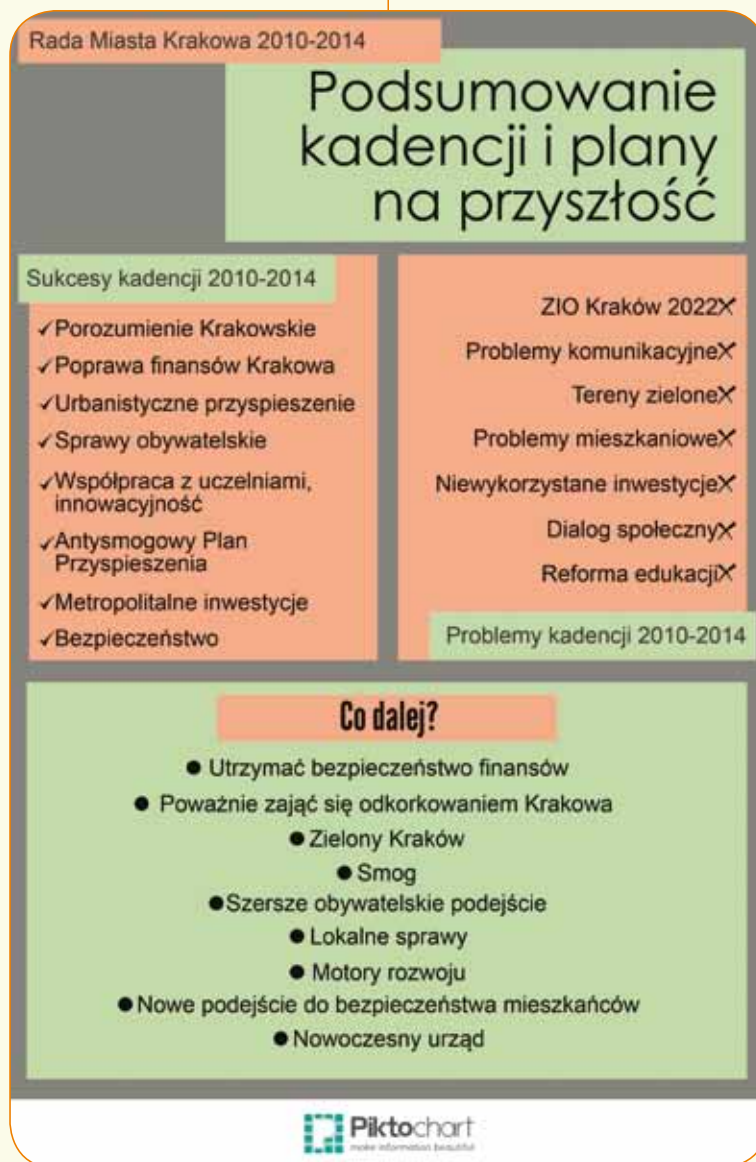 Rada Miasta Krakowa 2010-2014
Podsumowanie
kadencji i plany
na przyszłość
Sukcesy kadencji 2010-2014
✓Porozumienie Krakowskie
✓Poprawa finansów Krakowa
✓Urbanistyczne przyspieszenie
✓Sprawy obywatelskie
✓Współpraca z uczelniami,
innowacyjność
✓Antysmogowy Plan
Przyspieszenia
✓Metropolitalne inwestycje
✓Bezpieczeństwo
ZIO Kraków 2022✕
Problemy komunikacyjne✕
Tereny zielone✕
Problemy mieszkaniowe✕
Niewykorzystane inwestycje✕
Dialog społeczny✕
Reforma edukacji✕
Problemy kadencji 2010-2014
Co dalej?
● Utrzymać bezpieczeństwo finansów
● Poważnie zająć się odkorkowaniem Krakowa
● Zielony Kraków
● Smog
● Szersze obywatelskie podejście
● Lokalne sprawy
● Motory rozwoju
● Nowe podejście do bezpieczeństwa mieszkańców
● Nowoczesny urząd
Piktochart
make information beautiful